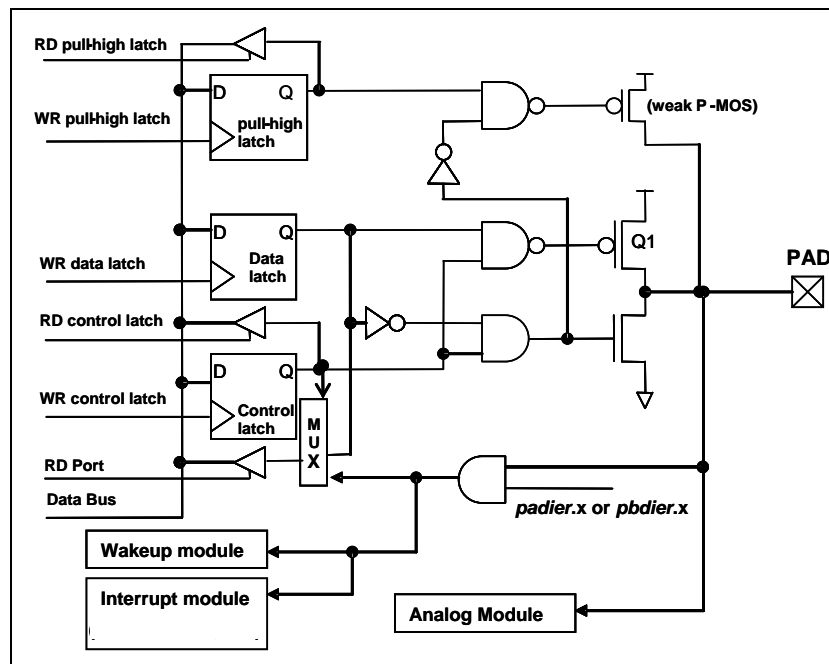 RD pull-high latch
D
Q
pull-high
latch
WR pull-high latch
(weak P-MOS)
D
Q
Data
latch
WR data latch
Q1
PAD
RD control latch
D
Q
Control
latch
WR control latch
M
U
X
RD Port
Data Bus
padier.x or pbdier.x
Wakeup module
Interrupt module
Analog Module